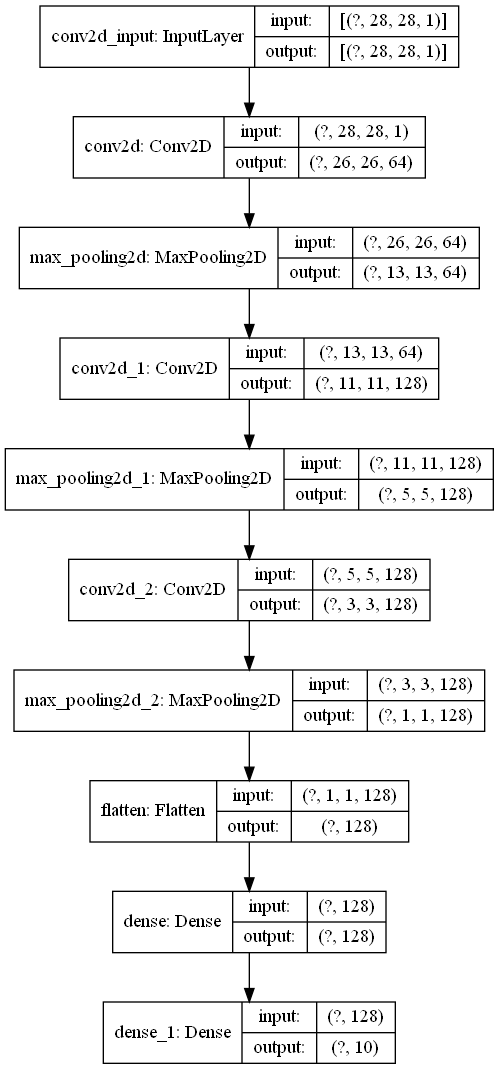 conv2d_input: InputLayer
input: [(?, 28, 28, 1)]
output: [(?, 28, 28, 1)]
conv2d: Conv2D
input: (?, 28, 28, 1)
output: (?, 26, 26, 64)
max_pooling2d: MaxPooling2D
input: (?, 26, 26, 64)
output: (?, 13, 13, 64)
conv2d_1: Conv2D
input: (?, 13, 13, 64)
output: (?, 11, 11, 128)
max_pooling2d_1: MaxPooling2D
input: (?, 11, 11, 128)
output: (?, 5, 5, 128)
conv2d_2: Conv2D
input: (?, 5, 5, 128)
output: (?, 3, 3, 128)
max_pooling2d_2: MaxPooling2D
input: (?, 3, 3, 128)
output: (?, 1, 1, 128)
flatten: Flatten
input: (?, 1, 1, 128)
output: (?, 128)
dense: Dense
input: (?, 128)
output: (?, 128)
dense_1: Dense
input: (?, 128)
output: (?, 10)